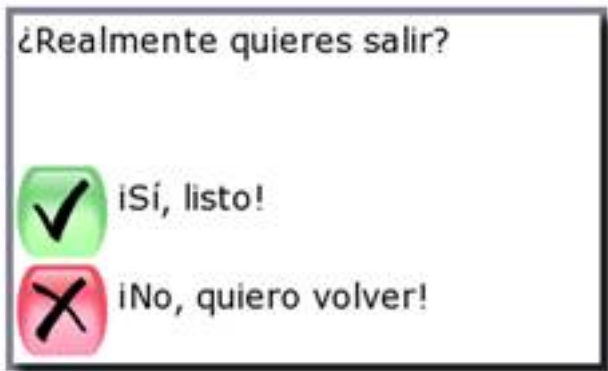 ¿Realmente quieres salir?
¡Sí, listo!
¡No, quiero volver!